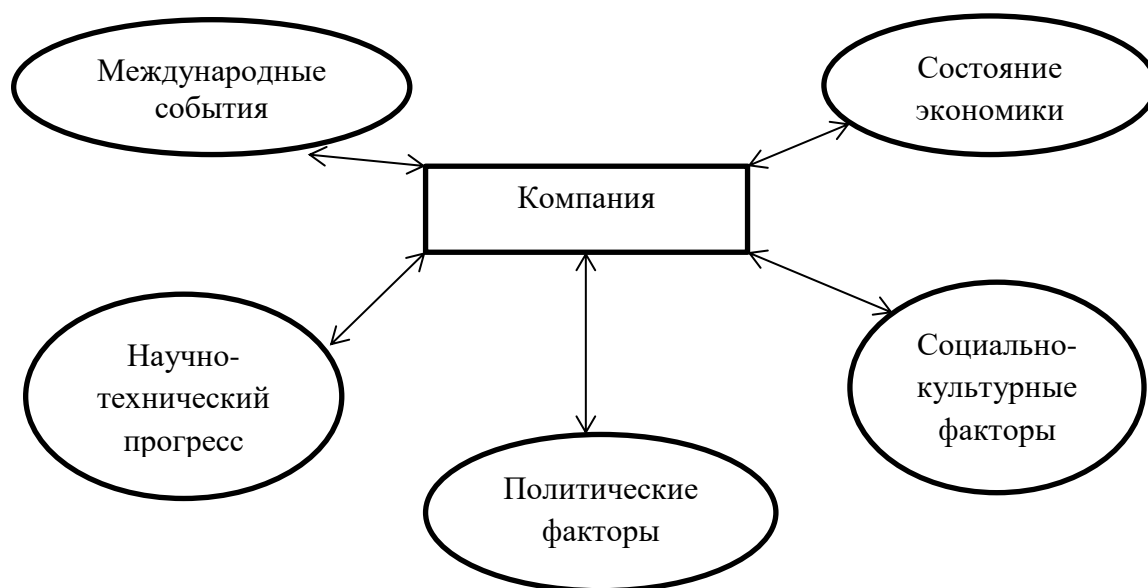 Международные
события
Состояние
экономики
Компания
Научно-
технический
прогресс
Социально-
культурные
факторы
Политические
факторы